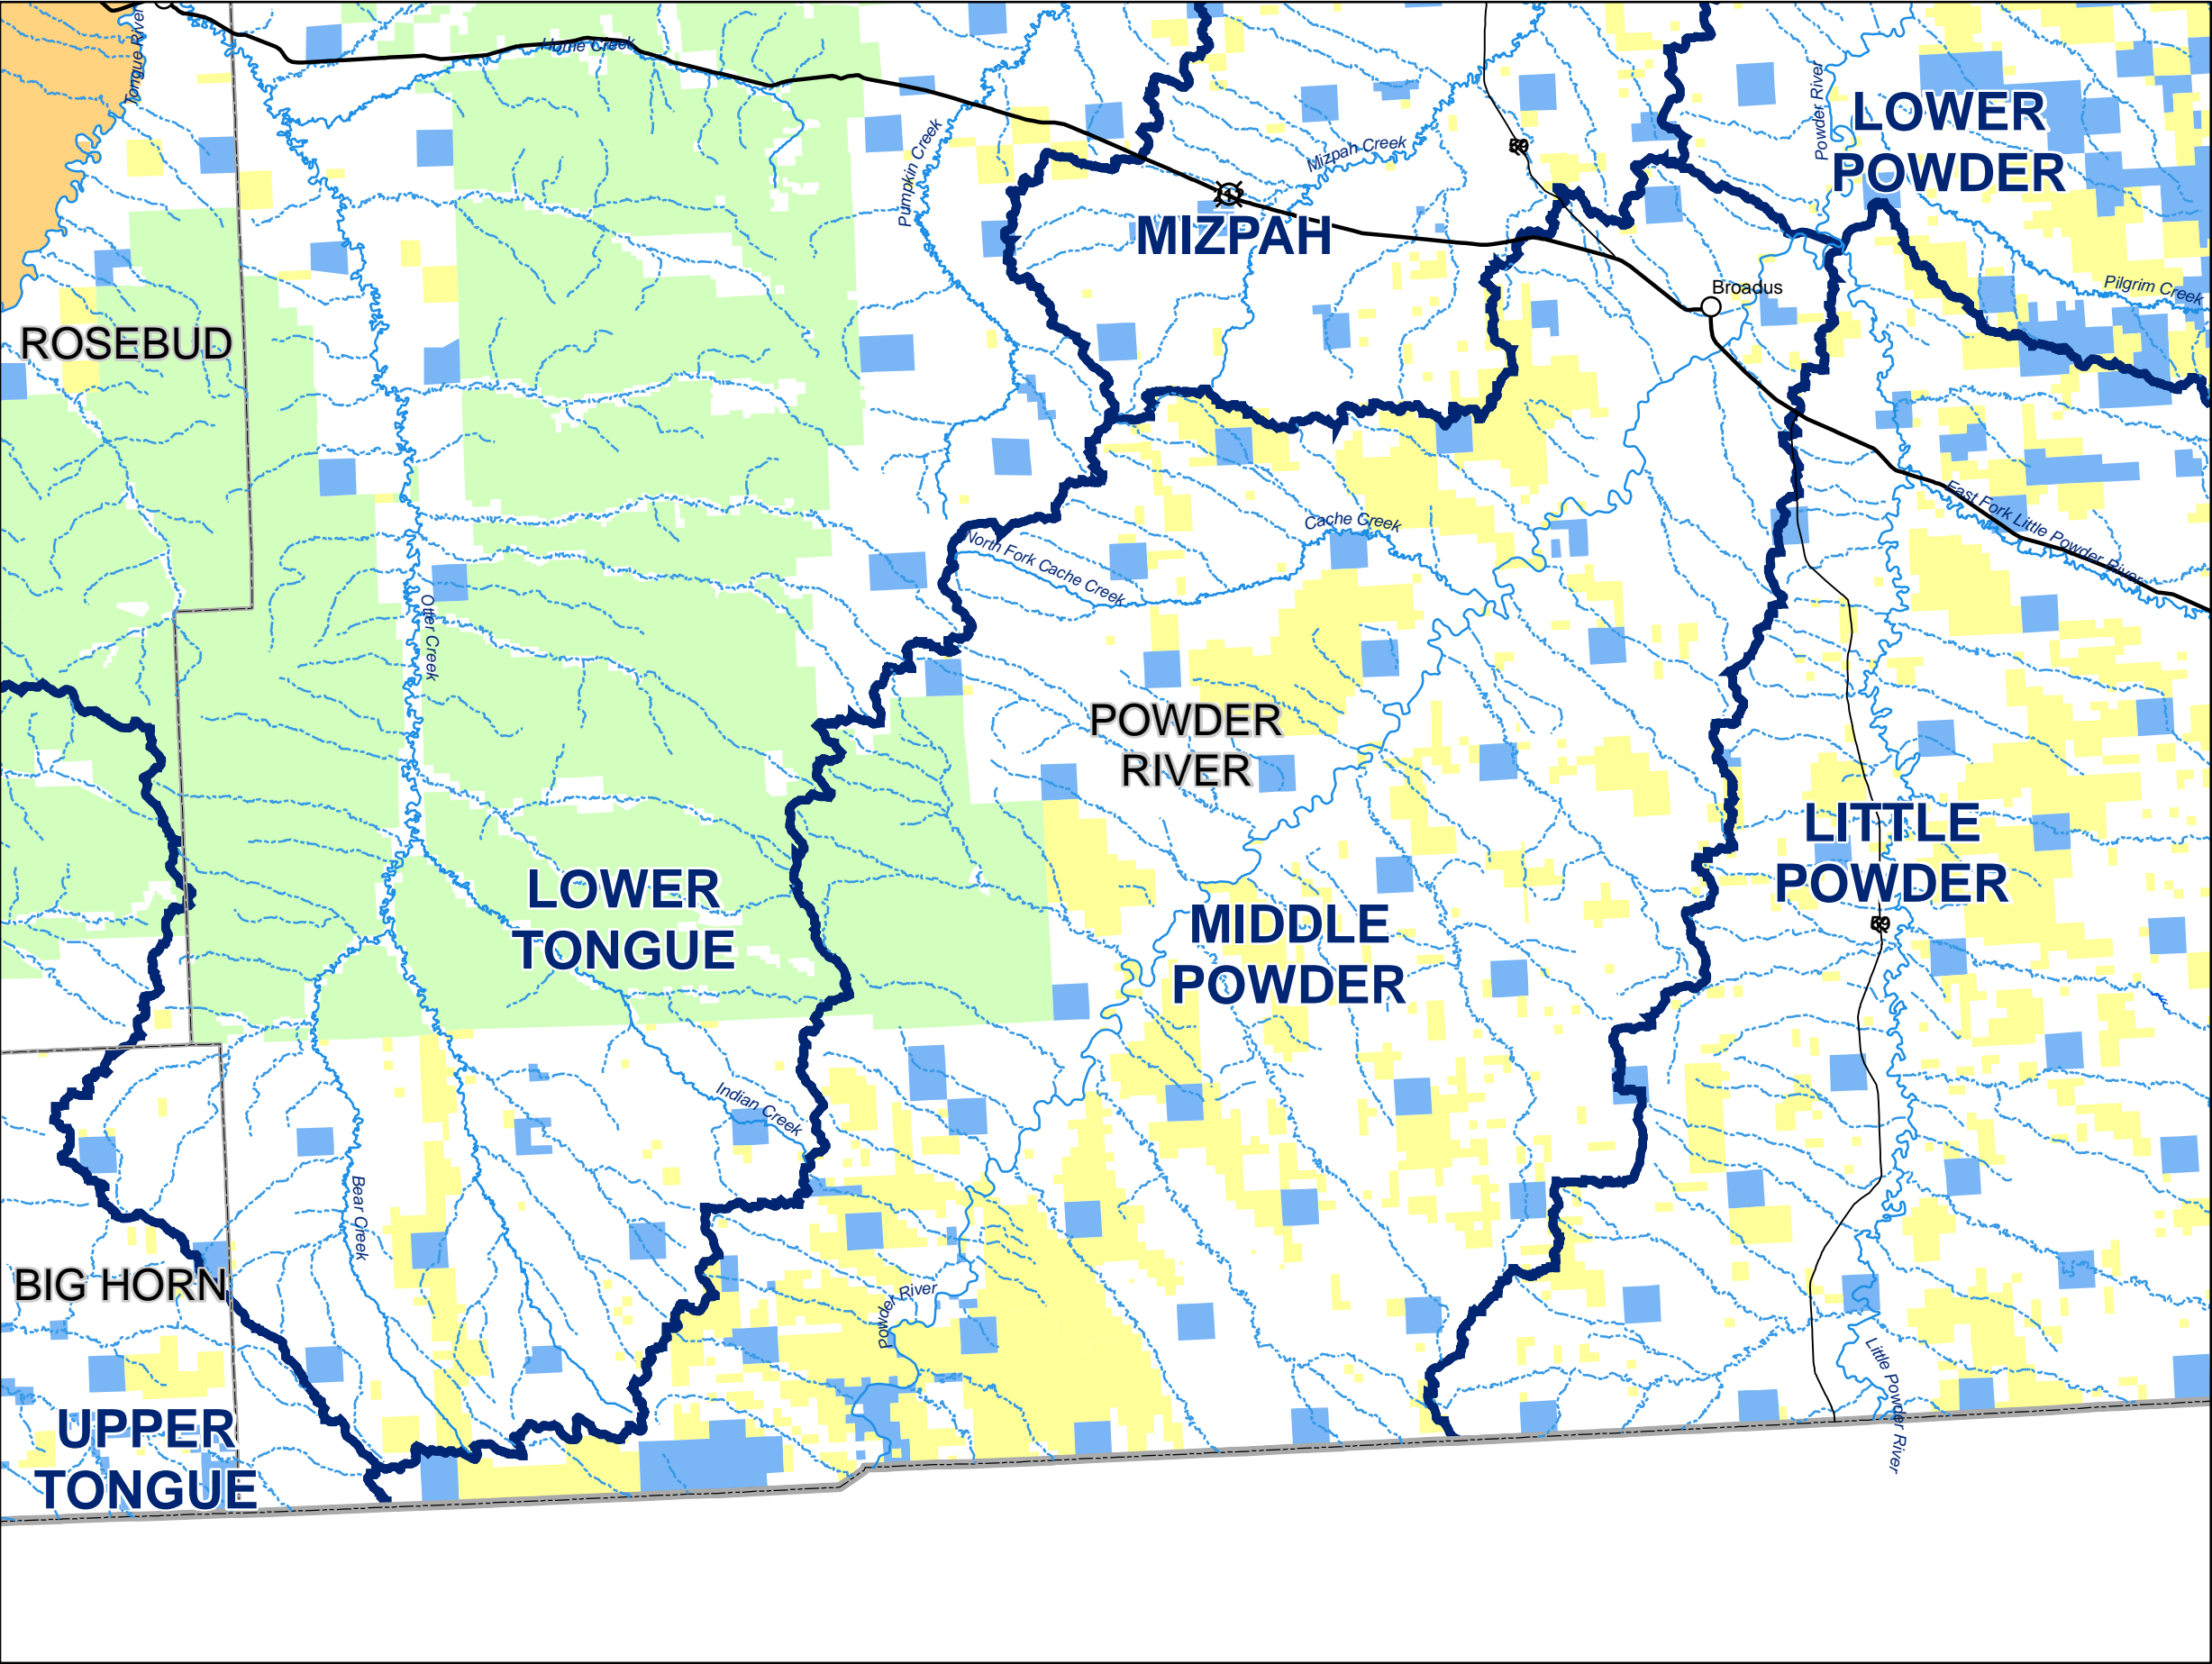 Tongue River
Home Creek
Pumpkin Creek
Mizpah Creek
59
Powder River
LOWER
POWDER
MIZPAH
Broadus
Pilgrim Creek
ROSEBUD
East Fork Little Powder River
Cache Creek
North Fork Cache Creek
Otter Creek
POWDER
RIVER
LITTLE
POWDER
59
LOWER
TONGUE
MIDDLE
POWDER
Indian Creek
Bear Creek
BIG HORN
Powder River
Little Powder River
UPPER
TONGUE